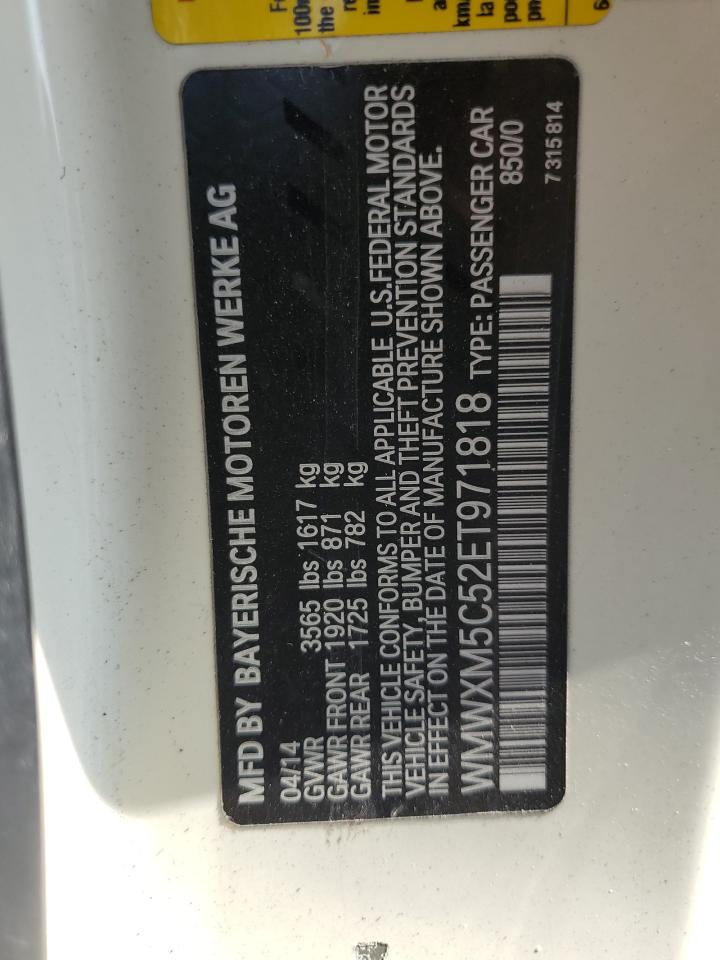 MFD BY BAYERISCHE MOTOREN WERKE AG
04/14
GVWR 3565 lbs 1617 kg
GAWR FRONT 1920 lbs 871 kg
GAWR REAR 1725 lbs 782 kg
THIS VEHICLE CONFORMS TO ALL APPLICABLE U.S. FEDERAL MOTOR
VEHICLE SAFETY, BUMPER AND THEFT PREVENTION STANDARDS
IN EFFECT ON THE DATE OF MANUFACTURE SHOWN ABOVE.
WMWXM5C52ET971818 TYPE: PASSENGER CAR
850/0
7 315 814